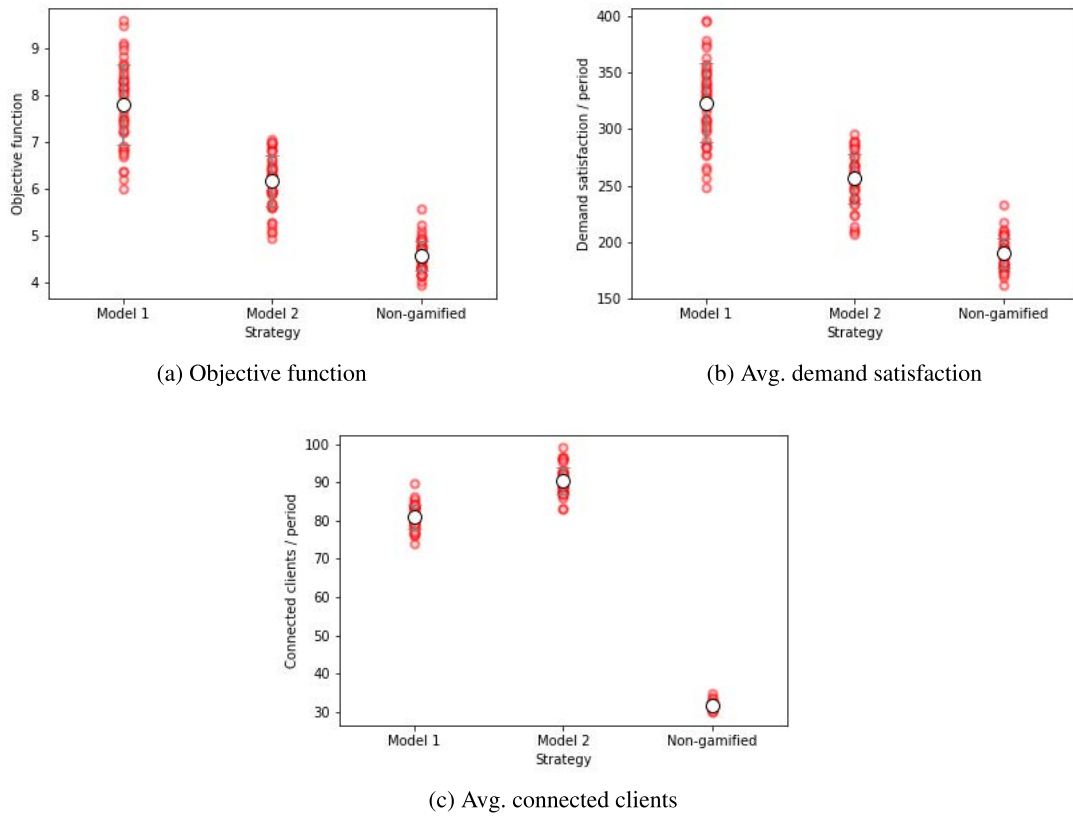 Objective function
9
8
7
6
5
4
Model 1
Model 2
Non-gamified
Strategy
(a) Objective function
Demand satisfaction / period
400
350
300
250
200
150
Model 1
Model 2
Non-gamified
Strategy
(b) Avg. demand satisfaction
Connected clients / period
100
90
80
70
60
50
40
30
Model 1
Model 2
Non-gamified
Strategy
(c) Avg. connected clients